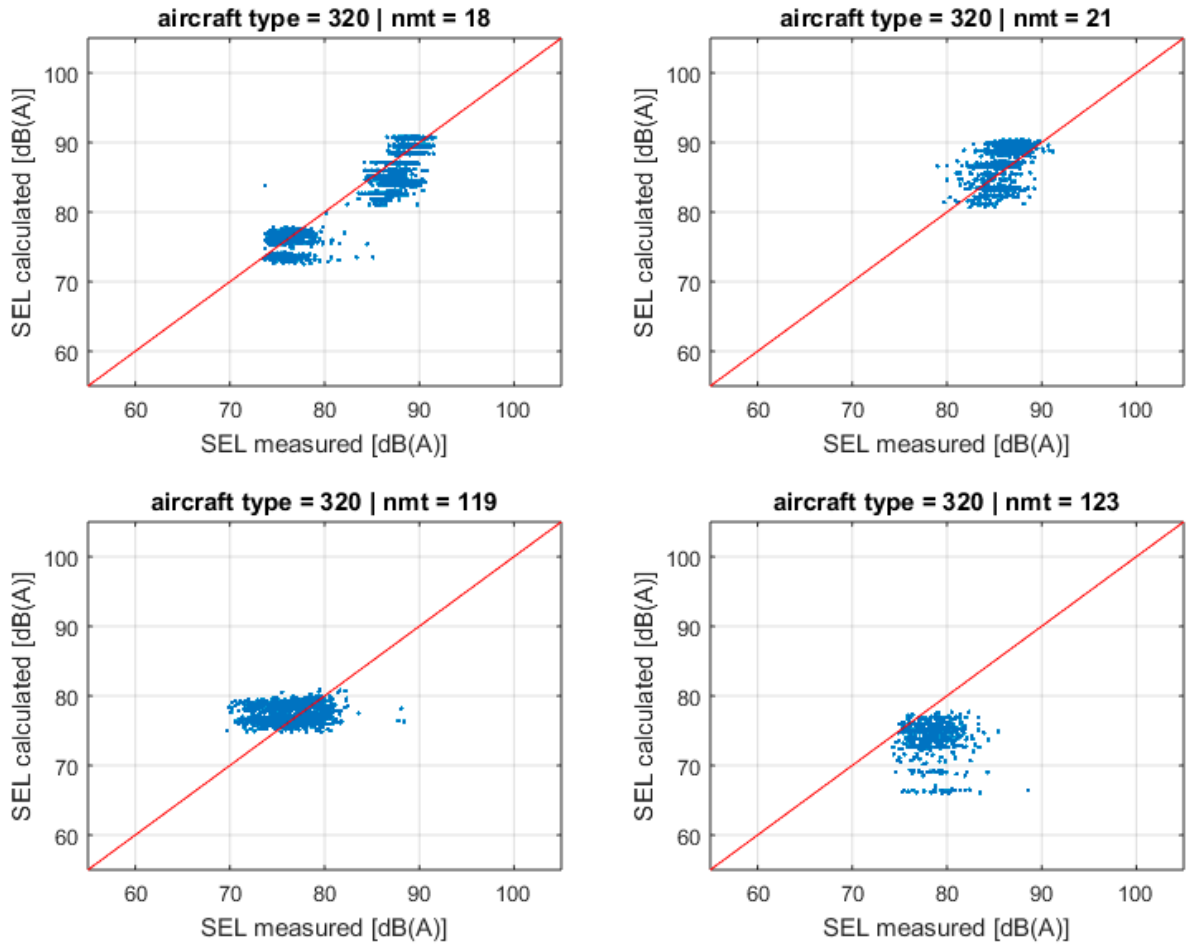 aircraft type = 320 | nmt = 18
SEL calculated [dB(A)]
100
90
80
70
60
60 70 80 90 100
SEL measured [dB(A)]
aircraft type = 320 | nmt = 21
SEL calculated [dB(A)]
100
90
80
70
60
60 70 80 90 100
SEL measured [dB(A)]
aircraft type = 320 | nmt = 119
SEL calculated [dB(A)]
100
90
80
70
60
60 70 80 90 100
SEL measured [dB(A)]
aircraft type = 320 | nmt = 123
SEL calculated [dB(A)]
100
90
80
70
60
60 70 80 90 100
SEL measured [dB(A)]